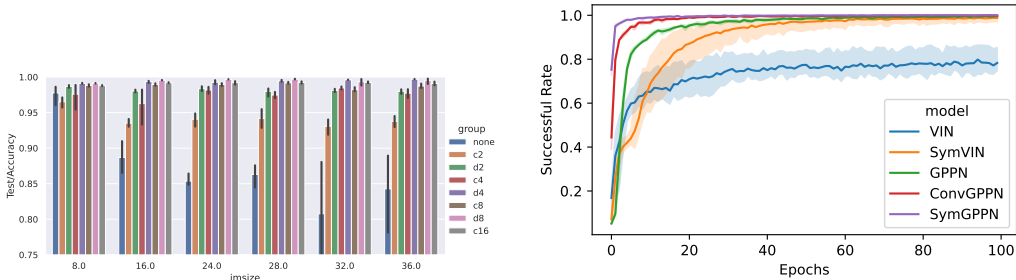 1.00
0.95
0.90
0.85
0.80
0.75
Test/Accuracy
8.0 16.0 24.0 28.0 32.0 36.0
imsize
group
none
c2
d2
c4
d4
c8
d8
c16
1.0
0.8
0.6
0.4
0.2
Successful Rate
0 20 40 60 80 100
Epochs
model
VIN
SymVIN
GPPN
ConvGPPN
SymGPPN